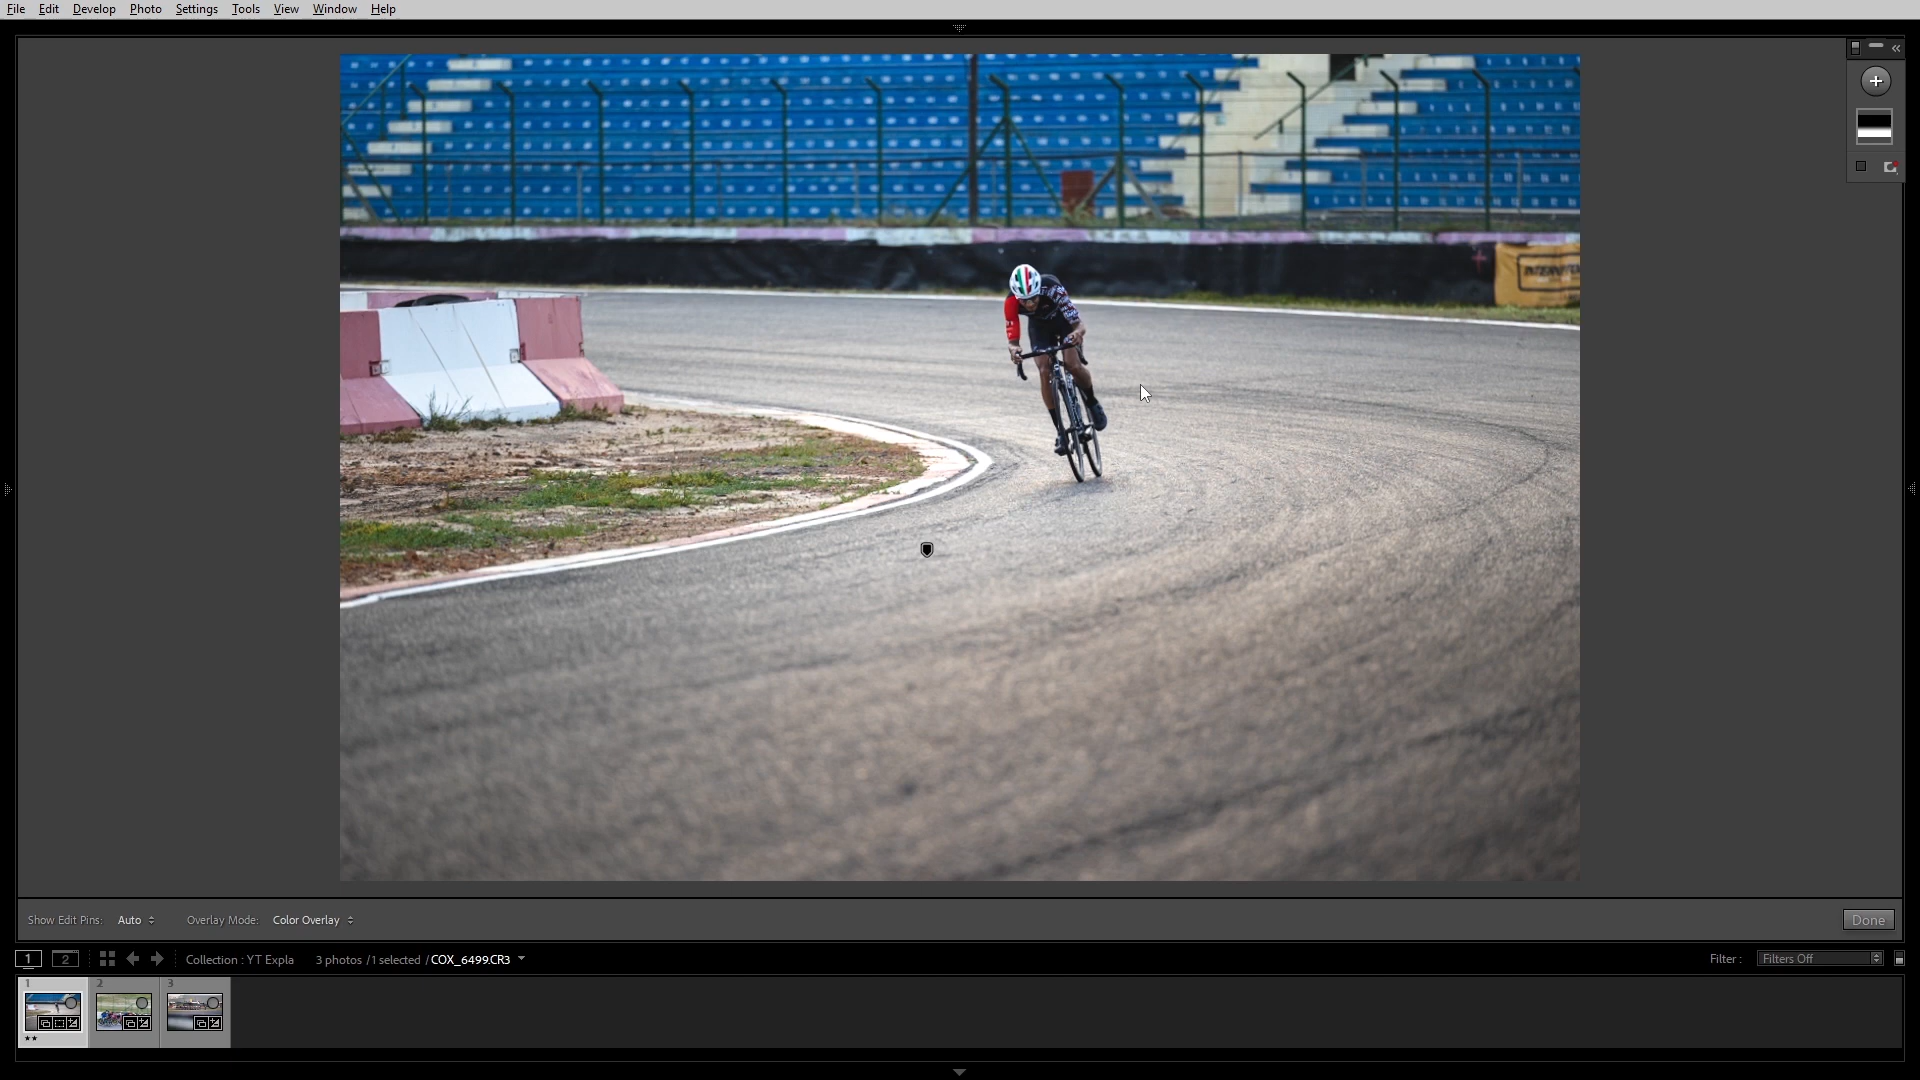 File Edit Develop Photo Settings Tools View Window Help
Show Edit Pins: Auto Overlay Mode: Color Overlay Done
1 2 Collection : YT Expla 3 photos / 1 selected / COX_6499.CR3 Filter : Filters Off
1 2 3